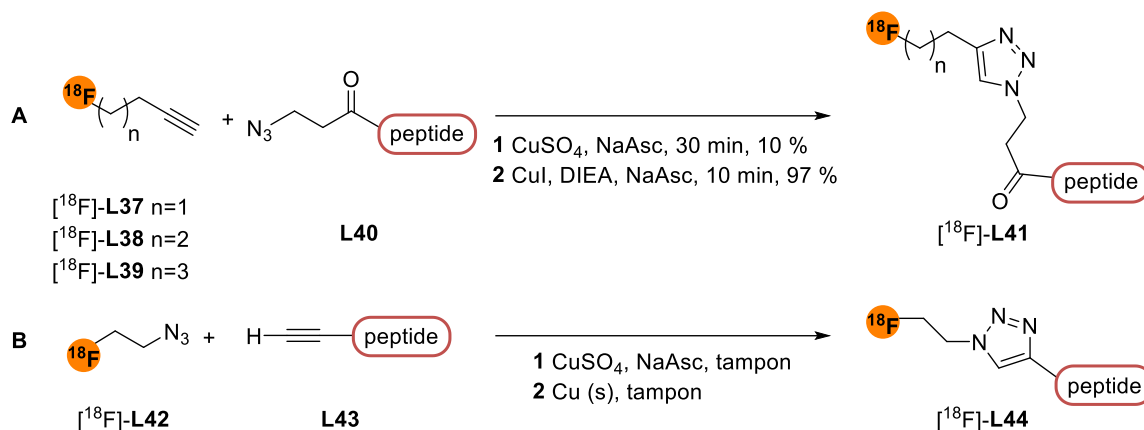 A
¹⁸F
n
+
N₃
O
peptide
1 CuSO₄, NaAsc, 30 min, 10 %
2 CuI, DIEA, NaAsc, 10 min, 97 %
¹⁸F
n
N
N
N
O
peptide
[¹⁸F]-L37 n=1
[¹⁸F]-L38 n=2
[¹⁸F]-L39 n=3
L40
[¹⁸F]-L41
B
¹⁸F
N₃
+
H
peptide
1 CuSO₄, NaAsc, tampon
2 Cu (s), tampon
¹⁸F
N
N
N
peptide
[¹⁸F]-L42
L43
[¹⁸F]-L44